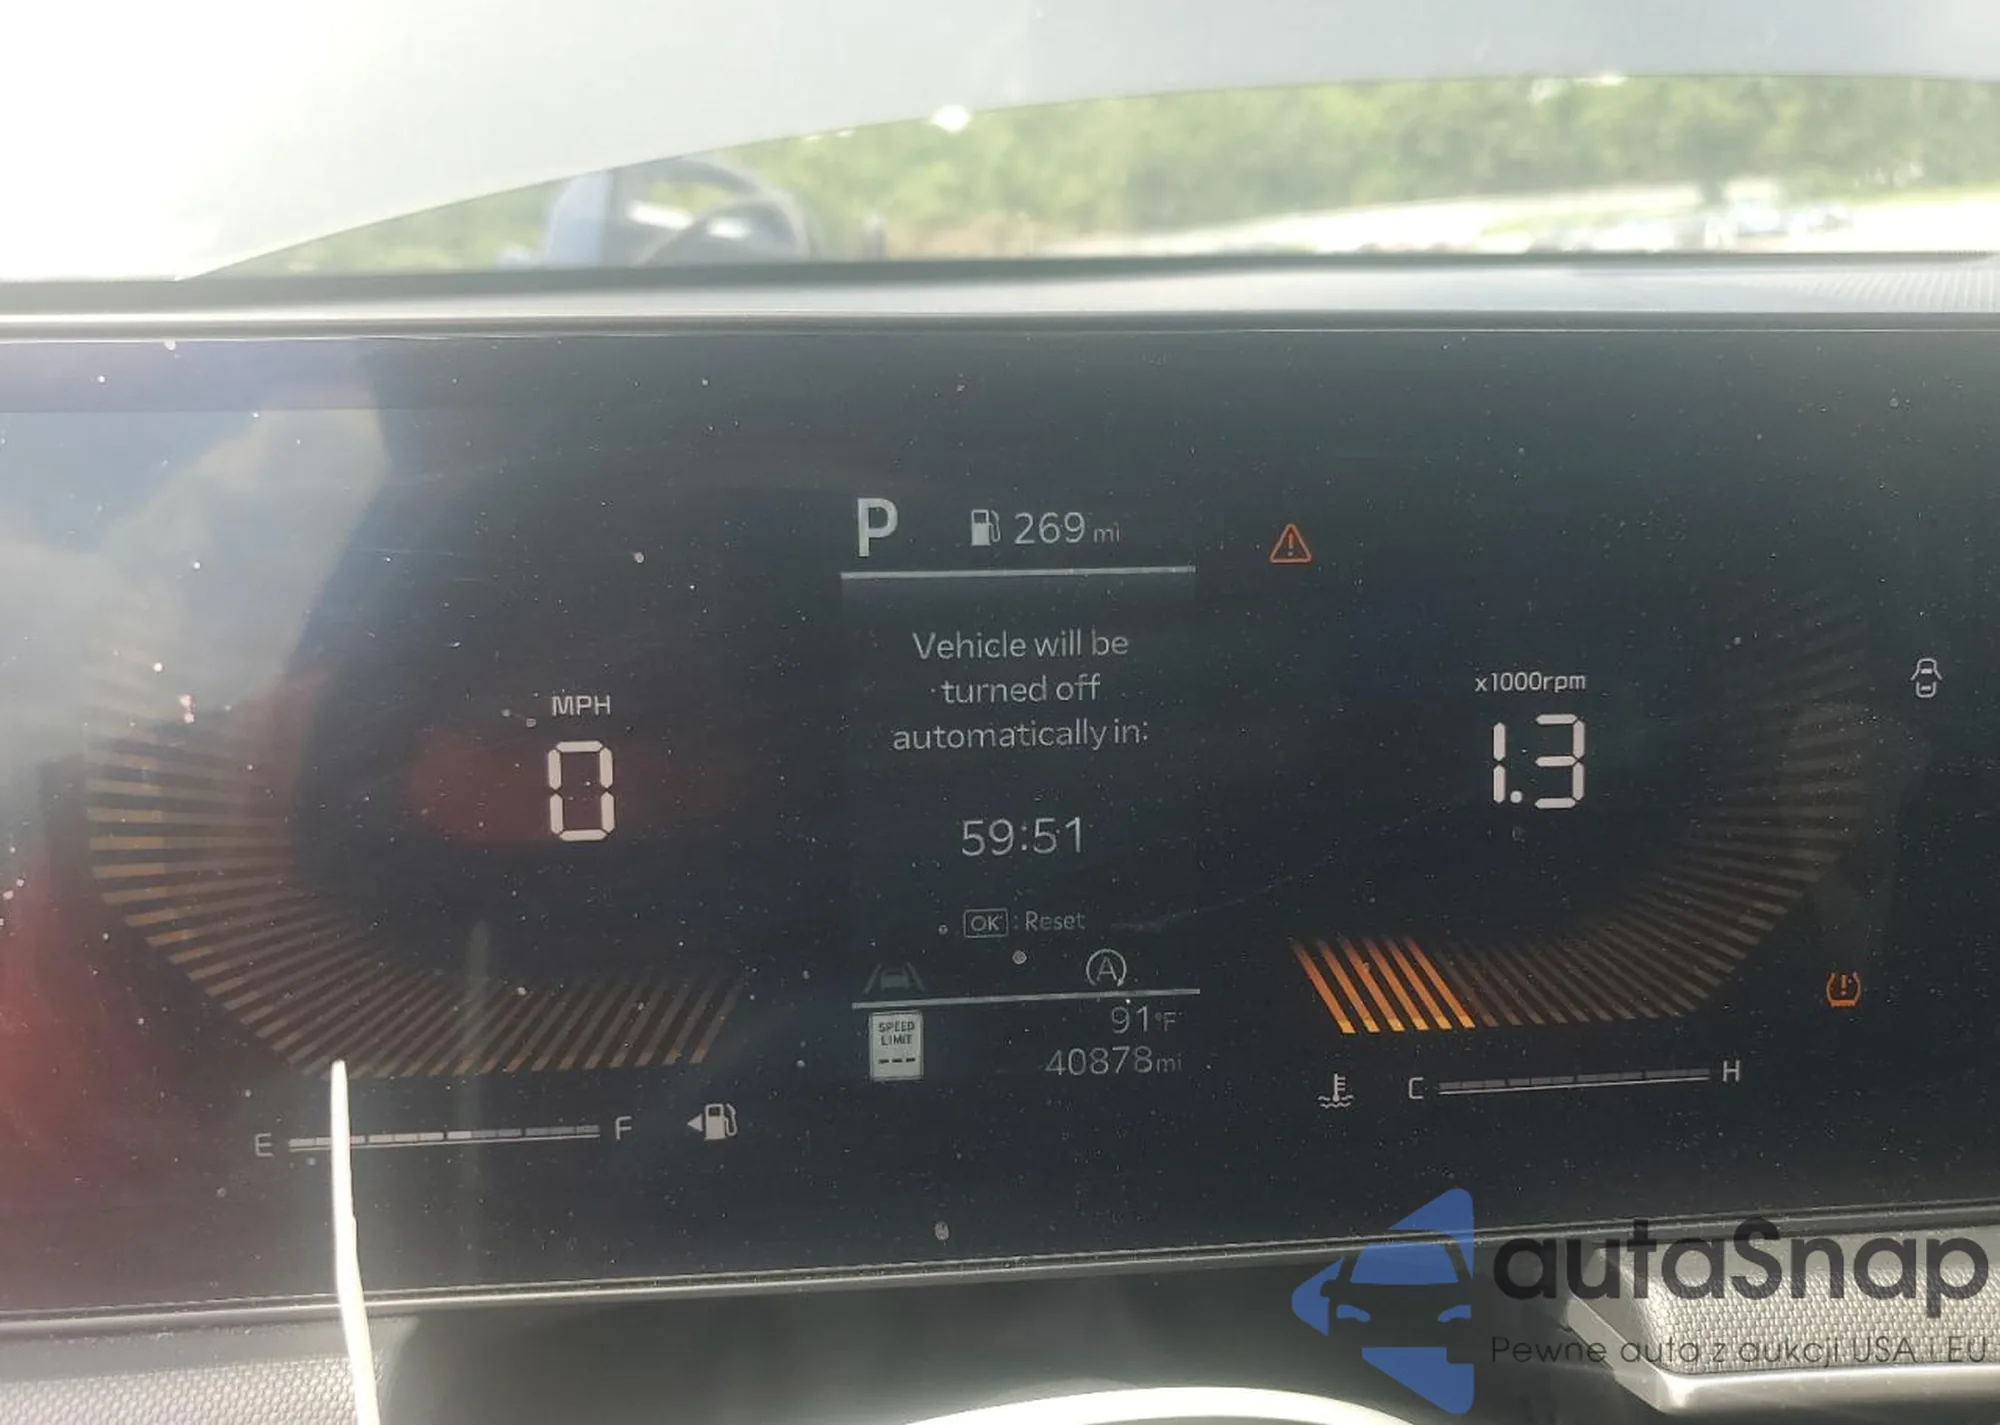 P 269 mi
Vehicle will be
turned off
automatically in:
59:51
OK : Reset
A
SPEED
LIMIT
---
91°F
40878mi
MPH
0
x1000rpm
1.3
E F
C H
autaSnap
Pewne auta z aukcji USA i EU